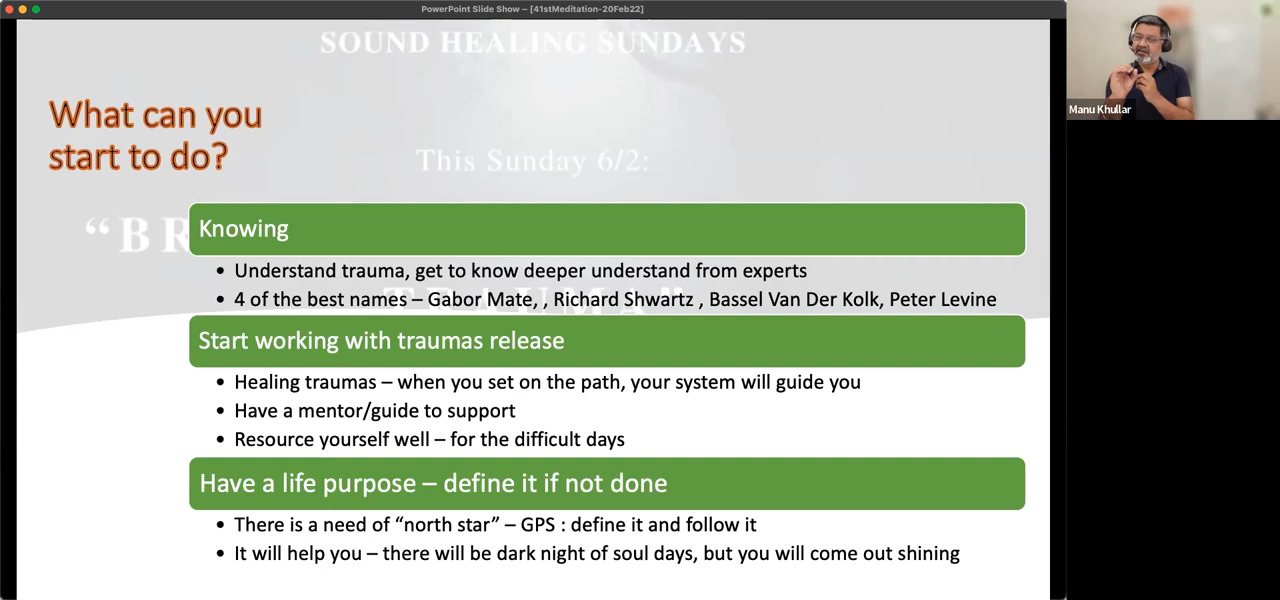 PowerPoint Slide Show – [41stMeditation-20Feb22]
SOUND HEALING SUNDAYS
What can you
start to do?
This Sunday 6/2:
“BR
Knowing
• Understand trauma, get to know deeper understand from experts
• 4 of the best names – Gabor Mate, , Richard Shwartz , Bassel Van Der Kolk, Peter Levine
TRAUMA”
Start working with traumas release
• Healing traumas – when you set on the path, your system will guide you
• Have a mentor/guide to support
• Resource yourself well – for the difficult days
Have a life purpose – define it if not done
• There is a need of “north star” – GPS : define it and follow it
• It will help you – there will be dark night of soul days, but you will come out shining
Manu Khullar